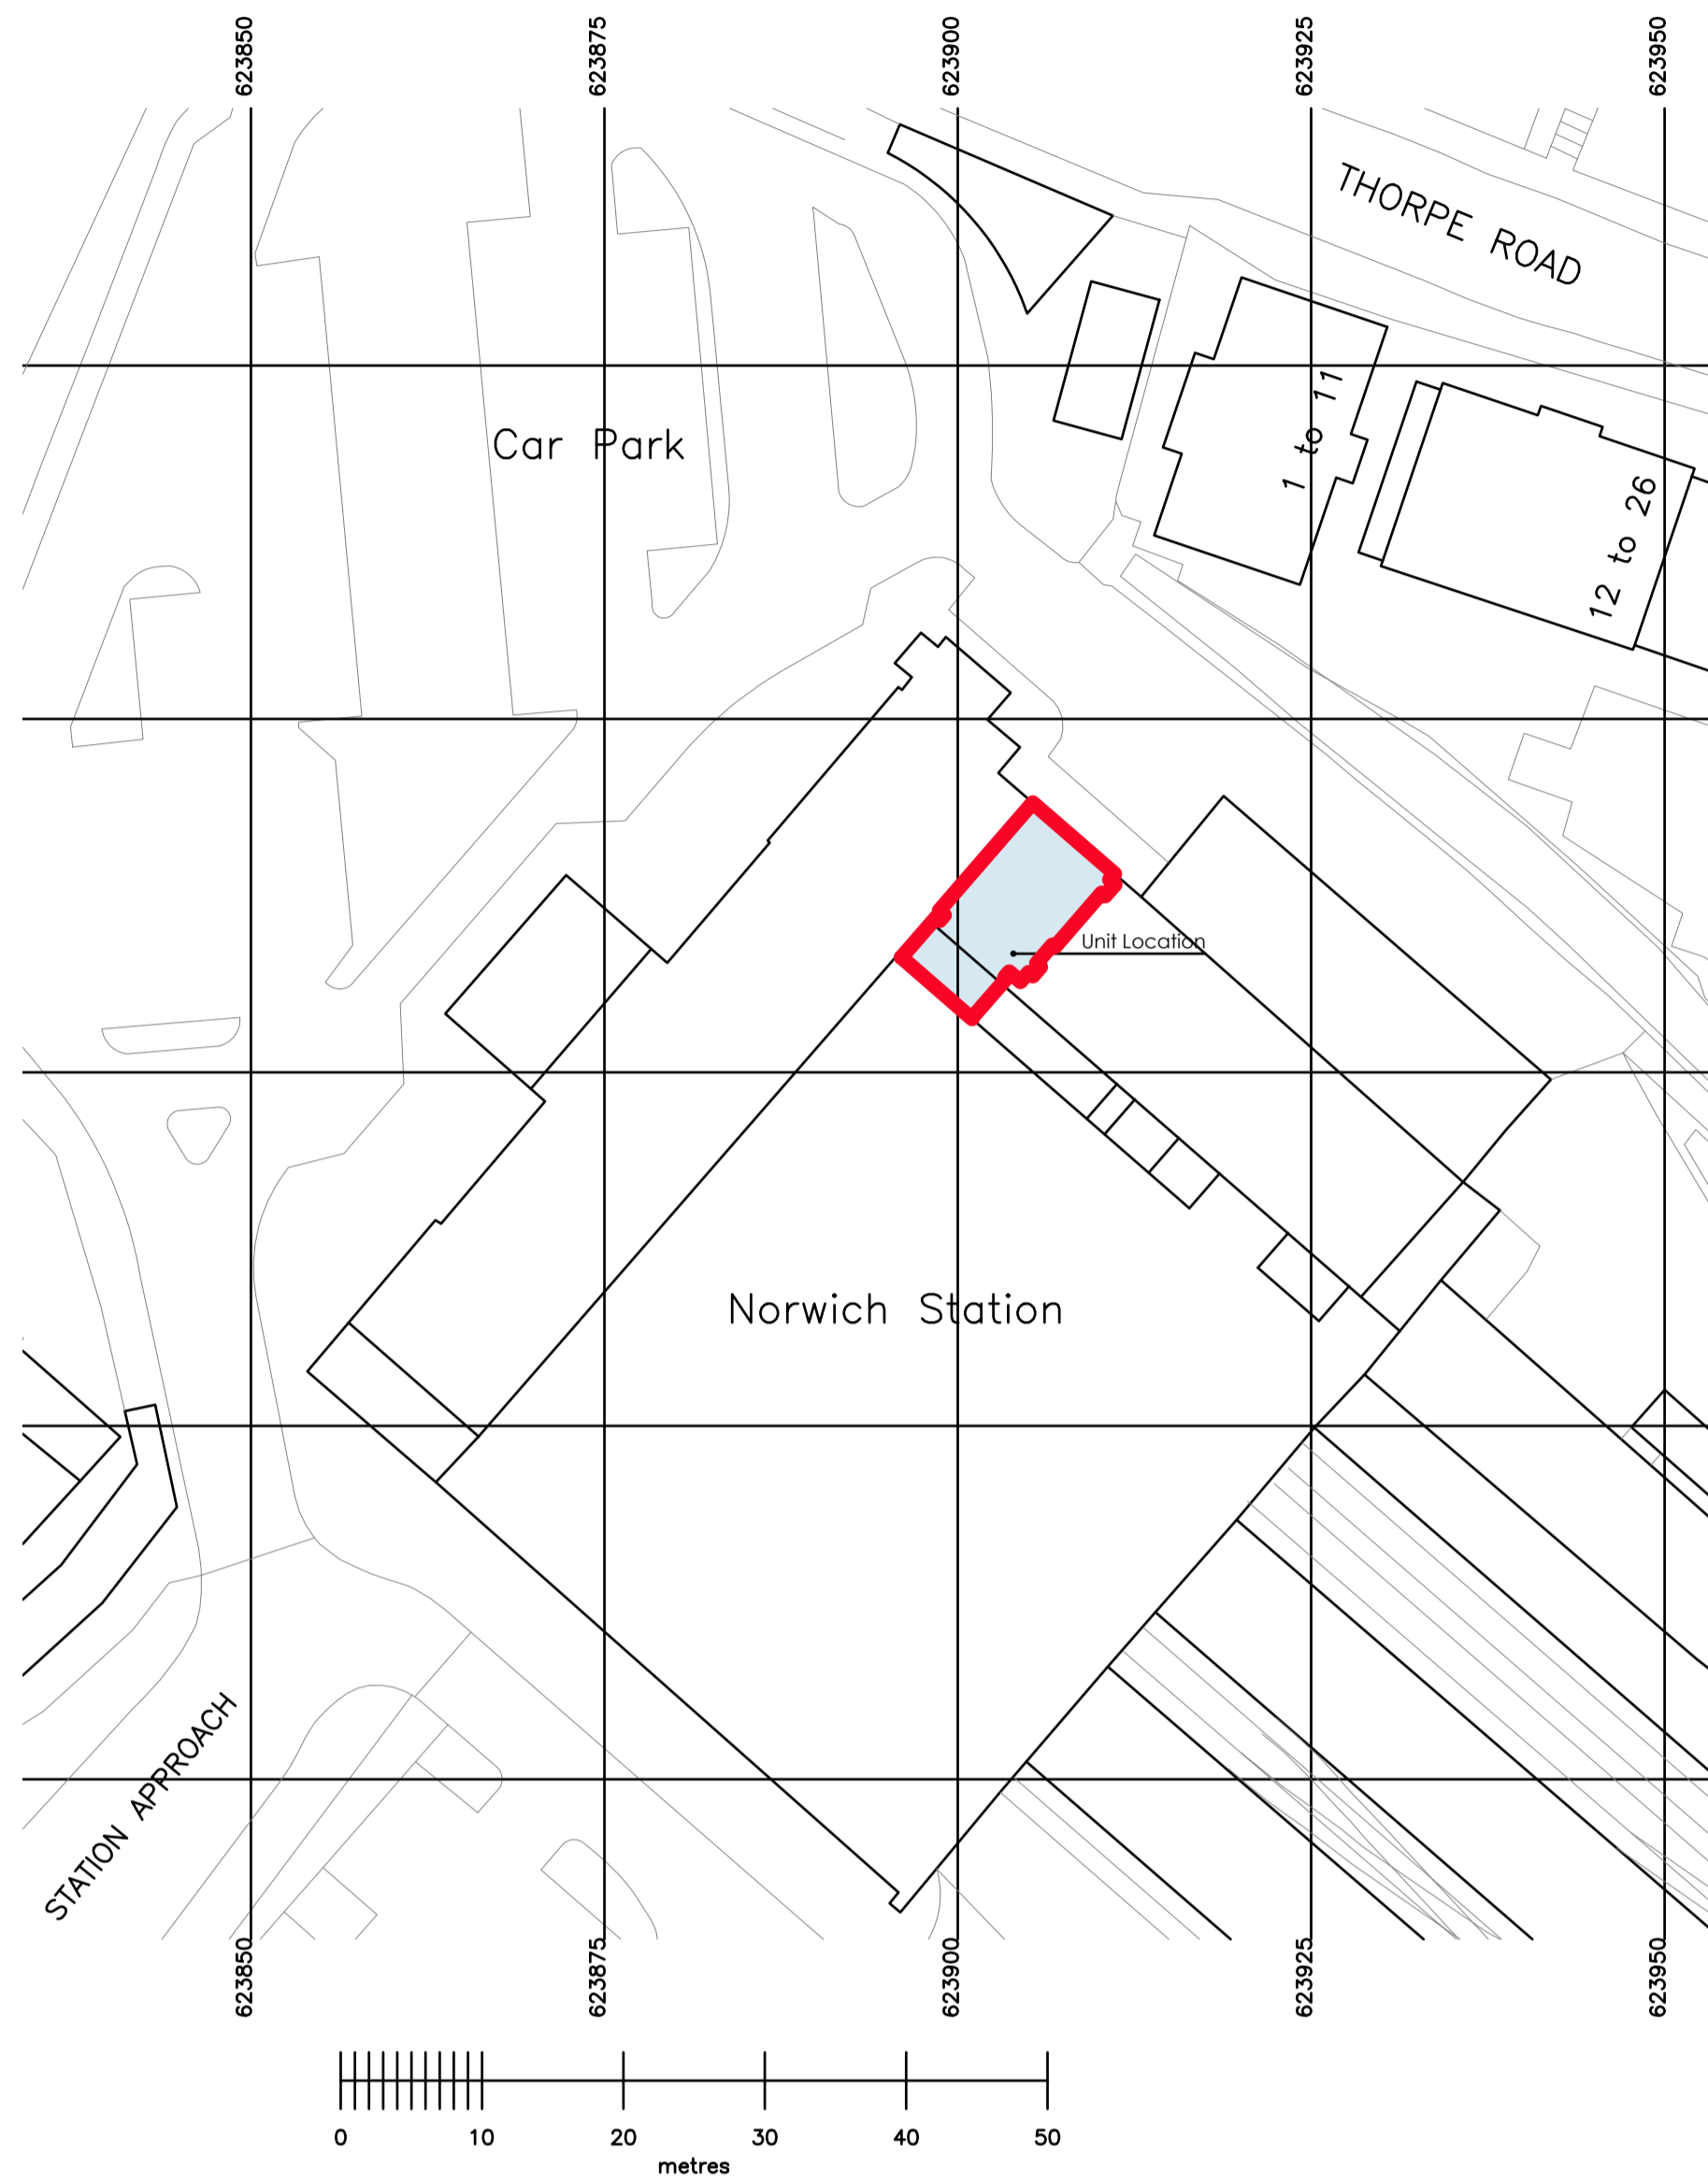 623850
623875
623900
623925
623950
THORPE ROAD
1 to 11
Car Park
12 to 26
Unit Location
Norwich Station
STATION APPROACH
623850
623875
623900
623925
623950
0 10 20 30 40 50
metres